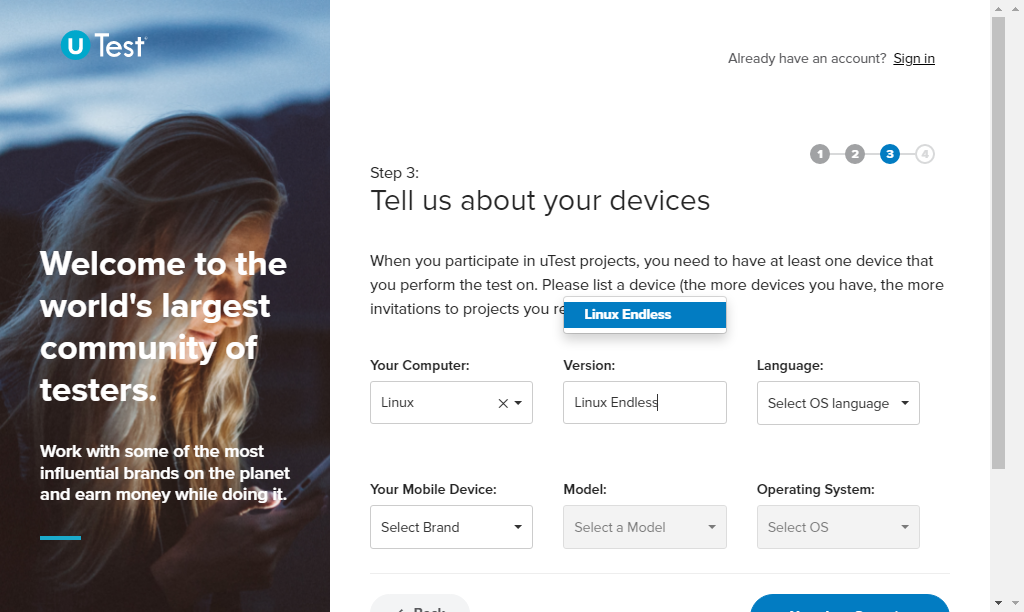 U Test
Already have an account? Sign in
1 2 3 4
Step 3:
Tell us about your devices
Welcome to the
world's largest
community of
testers.
Work with some of the most
influential brands on the planet
and earn money while doing it.
When you participate in uTest projects, you need to have at least one device that
you perform the test on. Please list a device (the more devices you have, the more
invitations to projects you
Linux Endless
Your Computer: Version: Language:
Linux Linux Endless Select OS language
Your Mobile Device: Model: Operating System:
Select Brand Select a Model Select OS
Back